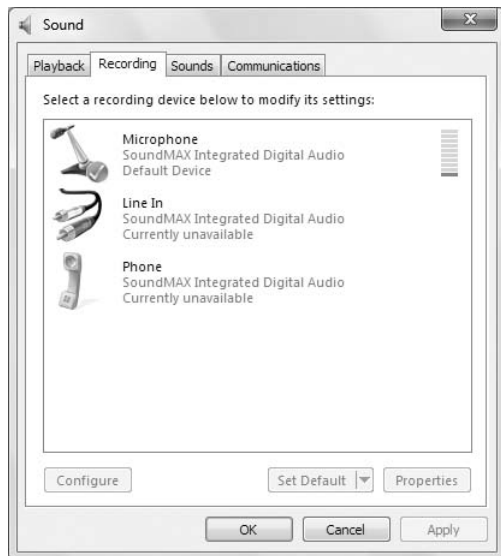 Sound
Playback Recording Sounds Communications
Select a recording device below to modify its settings:
Microphone
SoundMAX Integrated Digital Audio
Default Device
Line In
SoundMAX Integrated Digital Audio
Currently unavailable
Phone
SoundMAX Integrated Digital Audio
Currently unavailable
Configure Set Default Properties
OK Cancel Apply